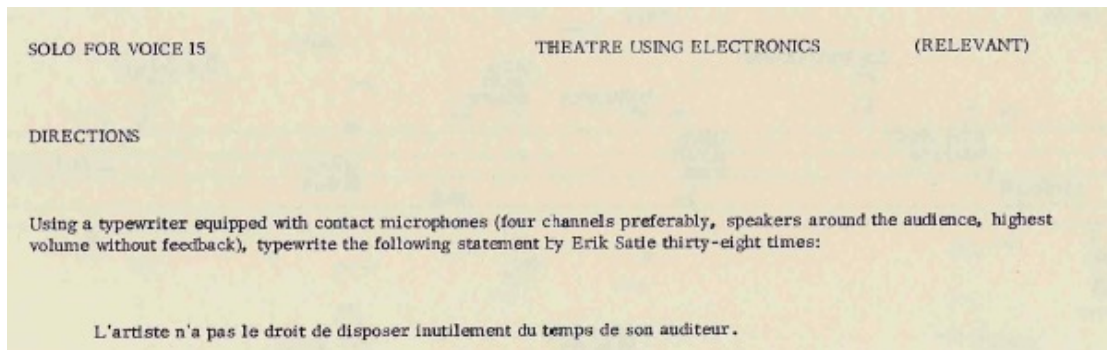 SOLO FOR VOICE 15 THEATRE USING ELECTRONICS (RELEVANT)
DIRECTIONS
Using a typewriter equipped with contact microphones (four channels preferably, speakers around the audience, highest
volume without feedback), typewrite the following statement by Erik Satie thirty-eight times:
L'artiste n'a pas le droit de disposer inutilement du temps de son auditeur.